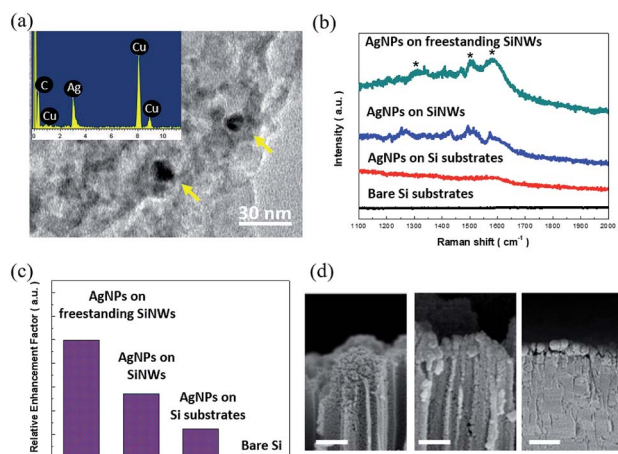 (a)
Cu
C
Ag
Cu
Cu
0 2 4 6 8 10
30 nm
(b)
AgNPs on freestanding SiNWs
* * *
AgNPs on SiNWs
AgNPs on Si substrates
Bare Si substrates
Intensity ( a.u. )
1100 1200 1300 1400 1500 1600 1700 1800 1900 2000
Raman shift ( cm⁻¹ )
(c)
Relative Enhancement Factor ( a.u. )
AgNPs on
freestanding SiNWs
AgNPs on
SiNWs
AgNPs on
Si substrates
Bare Si
(d)